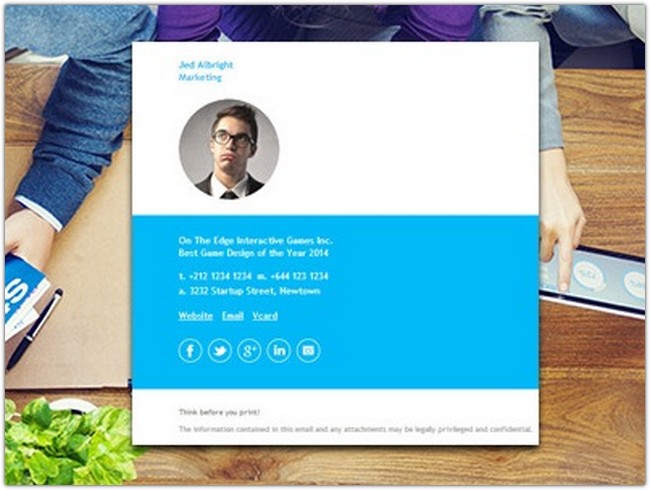 Jed Albright
Marketing
On The Edge Interactive Games Inc.
Best Game Design of the Year 2014
t. +212 1234 1234 m. +644 123 1234
a. 3232 Startup Street, Newtown
Website Email Vcard
f g+ in
Think before you print!
The information contained in this email and any attachments may be legally privileged and confidential.